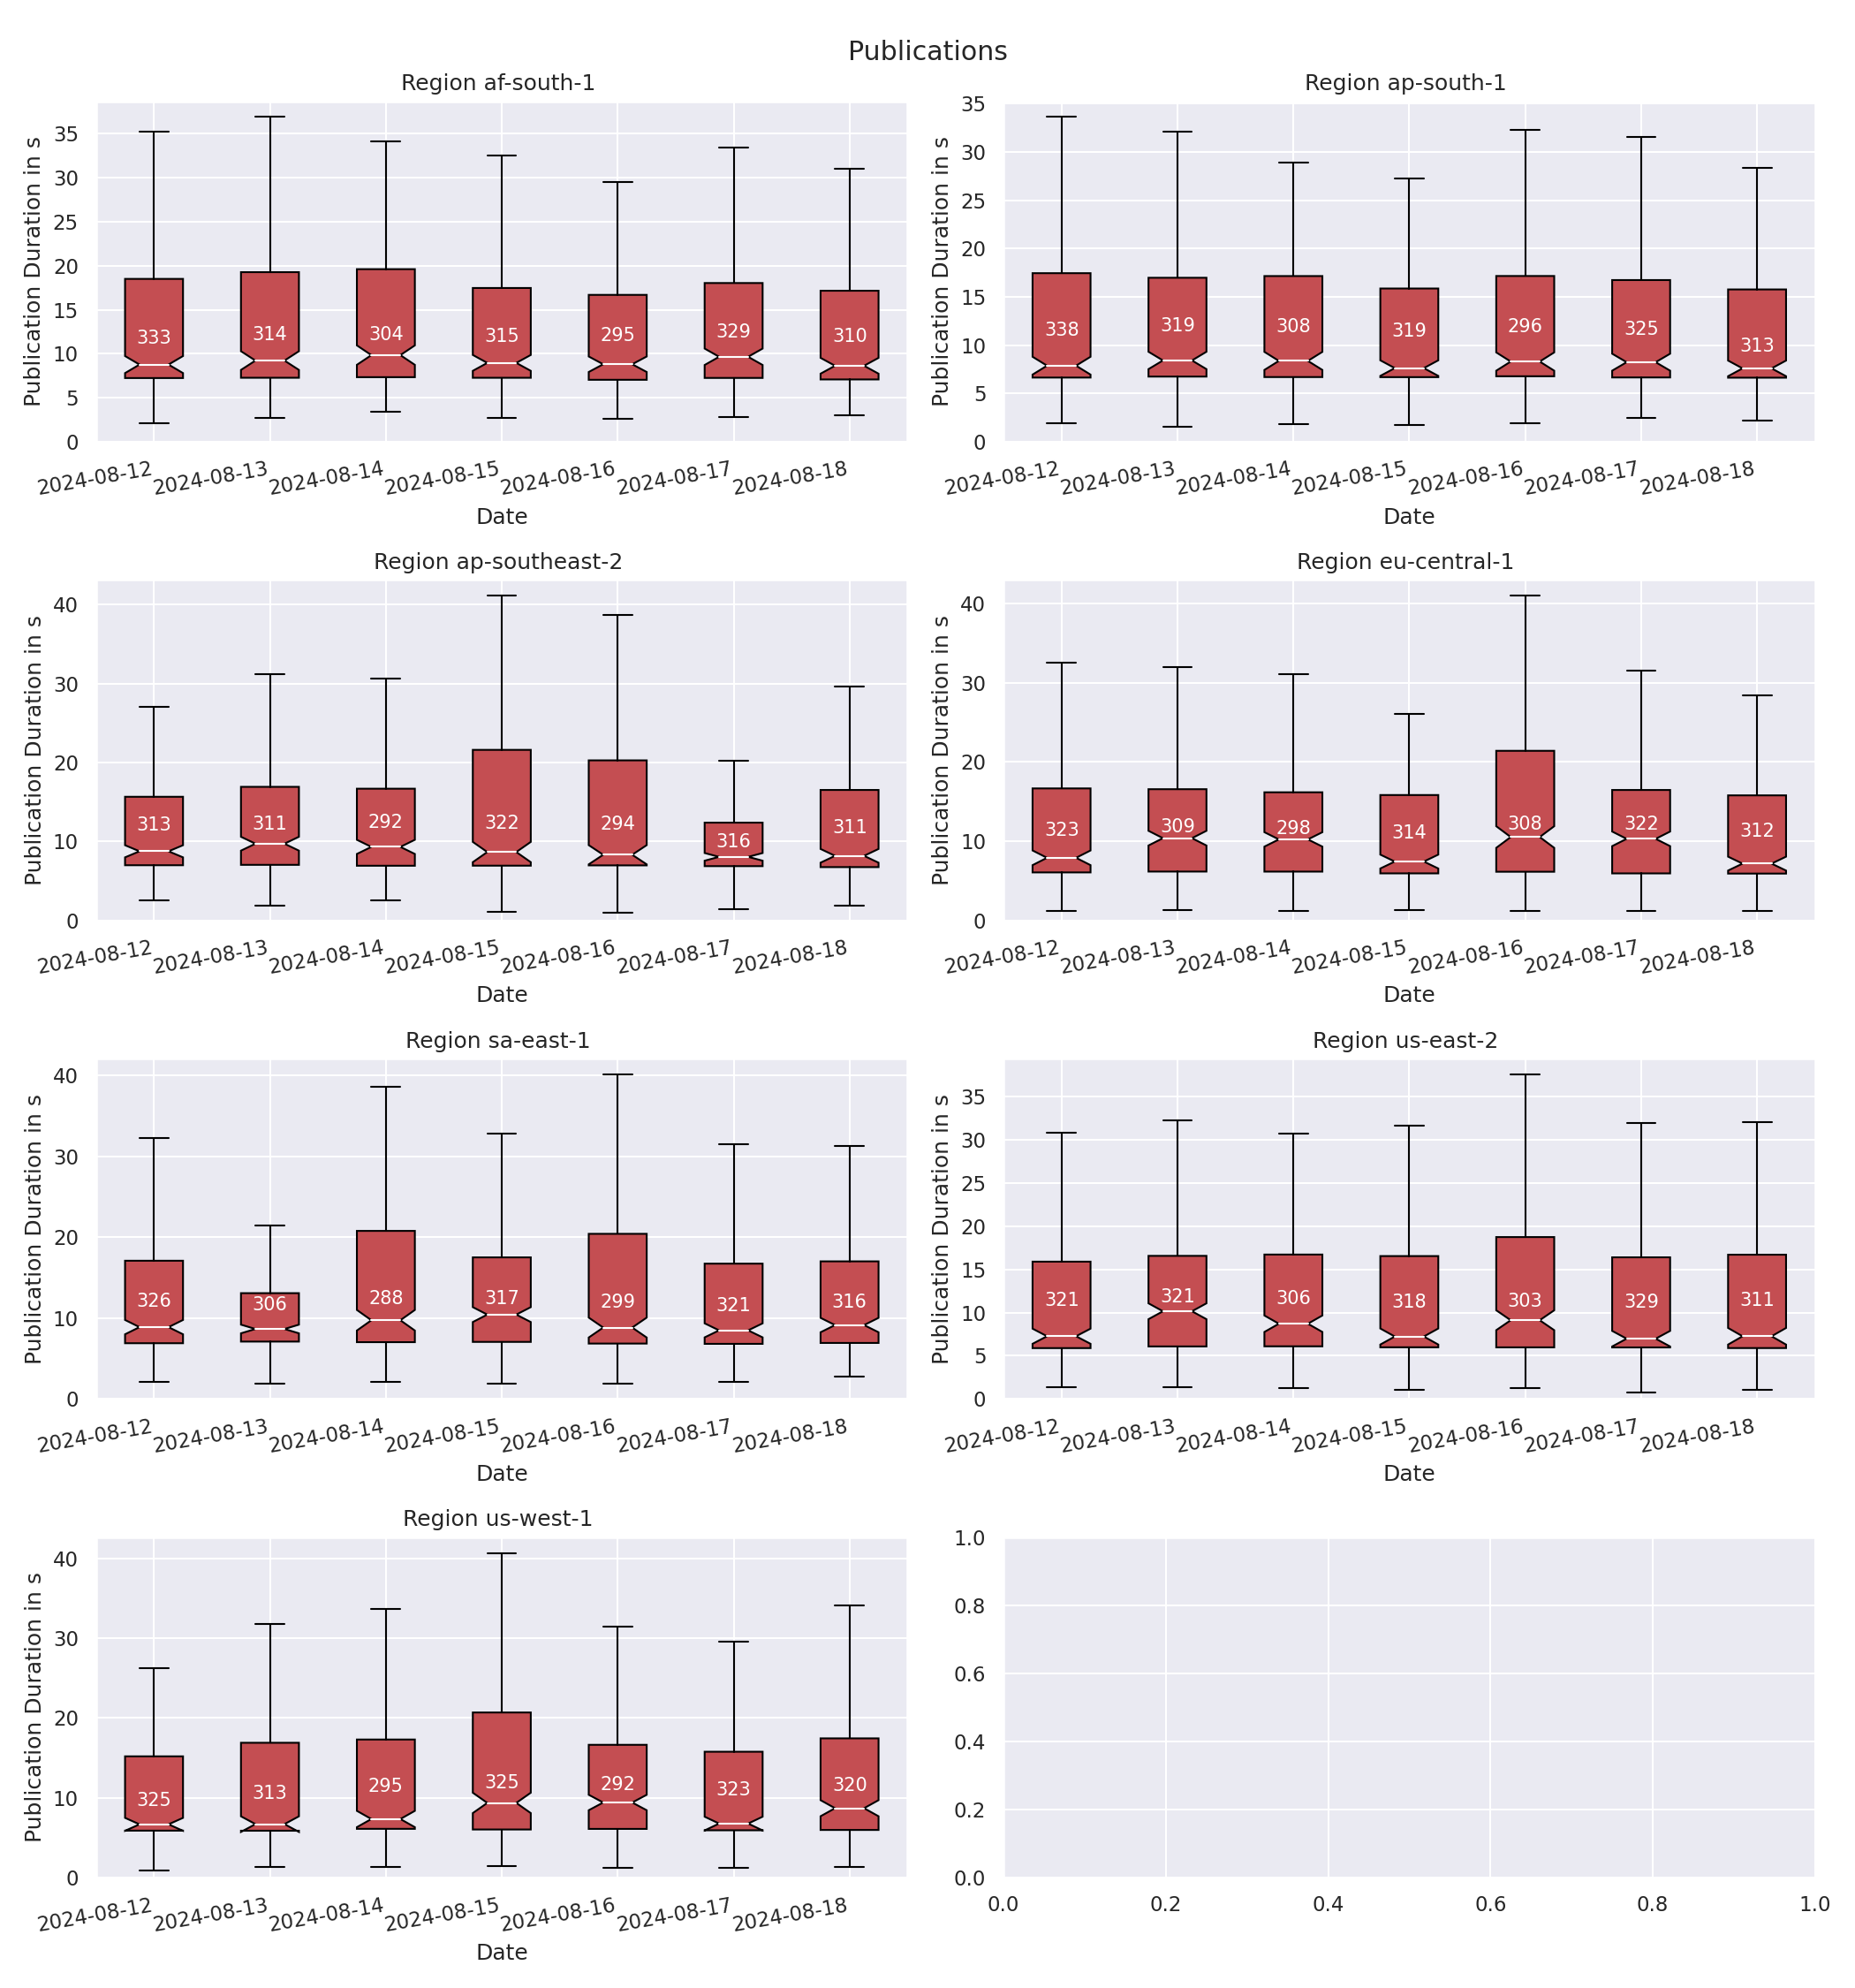 Publications
Region af-south-1
Publication Duration in s
35
30
25
20
15
10
5
0
333 314 304 315 295 329 310
2024-08-12 2024-08-13 2024-08-14 2024-08-15 2024-08-16 2024-08-17 2024-08-18
Date
Region ap-south-1
Publication Duration in s
35
30
25
20
15
10
5
0
338 319 308 319 296 325 313
2024-08-12 2024-08-13 2024-08-14 2024-08-15 2024-08-16 2024-08-17 2024-08-18
Date
Region ap-southeast-2
Publication Duration in s
40
30
20
10
0
313 311 292 322 294 316 311
2024-08-12 2024-08-13 2024-08-14 2024-08-15 2024-08-16 2024-08-17 2024-08-18
Date
Region eu-central-1
Publication Duration in s
40
30
20
10
0
323 309 298 314 308 322 312
2024-08-12 2024-08-13 2024-08-14 2024-08-15 2024-08-16 2024-08-17 2024-08-18
Date
Region sa-east-1
Publication Duration in s
40
30
20
10
0
326 306 288 317 299 321 316
2024-08-12 2024-08-13 2024-08-14 2024-08-15 2024-08-16 2024-08-17 2024-08-18
Date
Region us-east-2
Publication Duration in s
35
30
25
20
15
10
5
0
321 321 306 318 303 329 311
2024-08-12 2024-08-13 2024-08-14 2024-08-15 2024-08-16 2024-08-17 2024-08-18
Date
Region us-west-1
Publication Duration in s
40
30
20
10
0
325 313 295 325 292 323 320
2024-08-12 2024-08-13 2024-08-14 2024-08-15 2024-08-16 2024-08-17 2024-08-18
Date
1.0
0.8
0.6
0.4
0.2
0.0
0.0 0.2 0.4 0.6 0.8 1.0